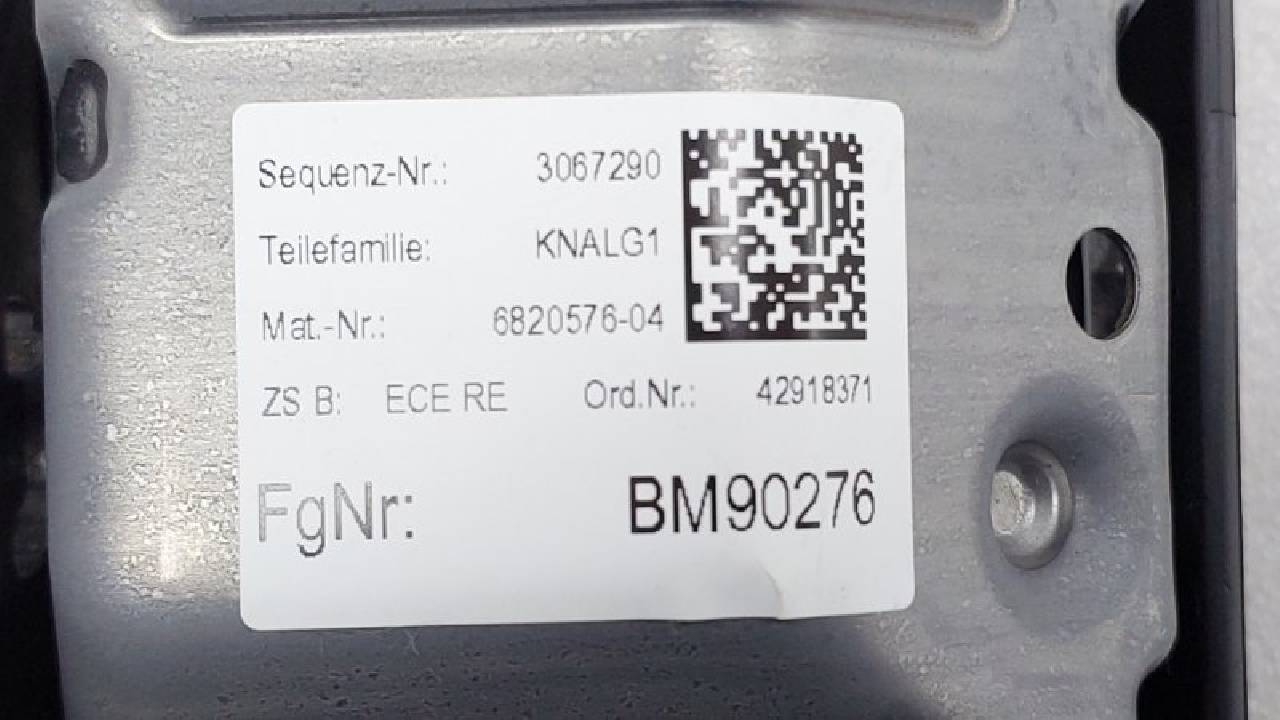 Sequenz-Nr.: 3067290
Teilefamilie: KNALG1
Mat.-Nr.: 6820576-04
ZS B: ECE RE Ord.Nr.: 42918371
FgNr: BM90276